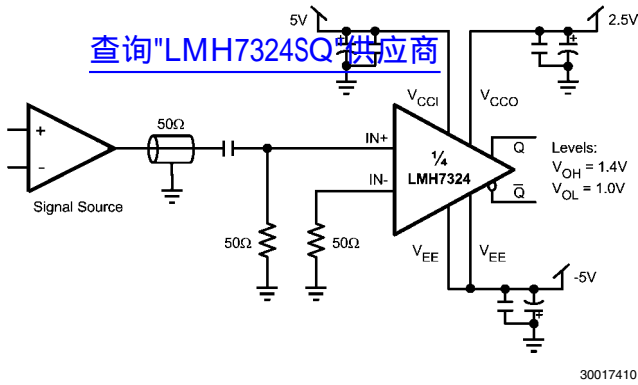 5V
2.5V
查询"LMH7324SQ"供应商
VCCI
VCCO
50Ω
IN+
Q
Levels:
+
¼
VOH = 1.4V
LMH7324
-
IN-
Q̅
VOL = 1.0V
Signal Source
50Ω
50Ω
VEE
VEE
-5V
+
+
+
30017410